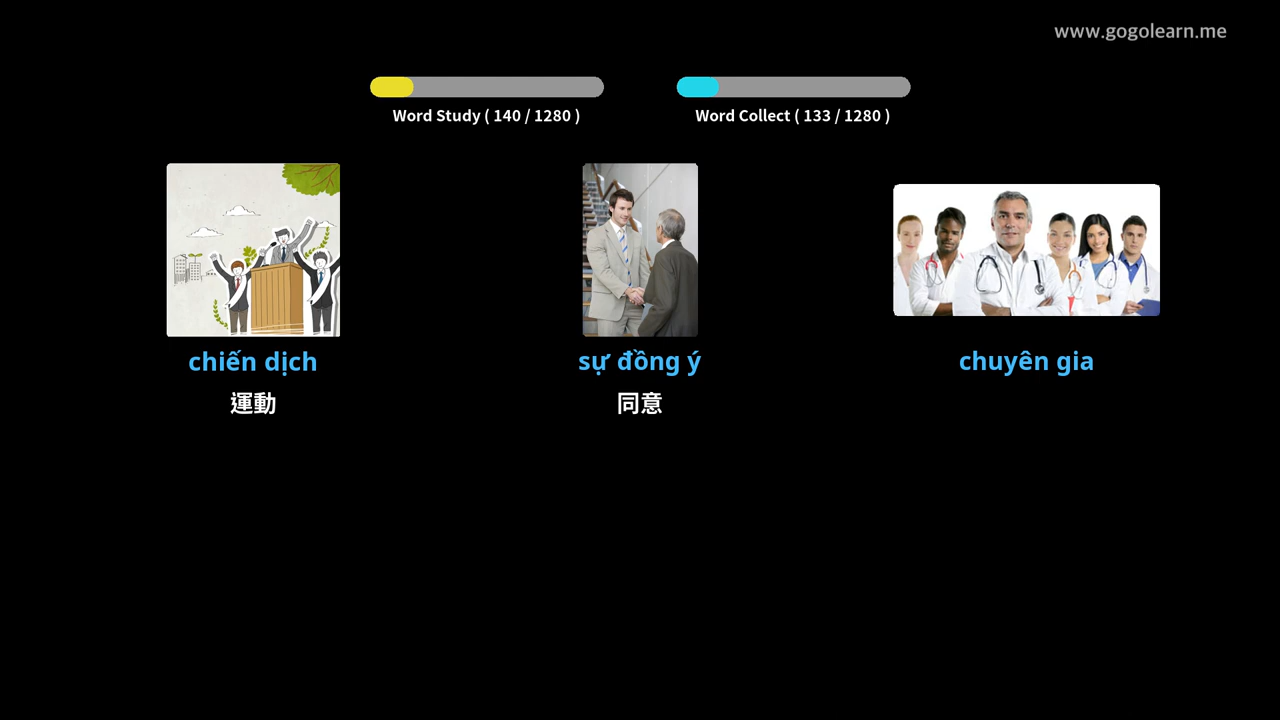 www.gogolearn.me
Word Study ( 140 / 1280 )
Word Collect ( 133 / 1280 )
chiến dịch
運動
sự đồng ý
同意
chuyên gia